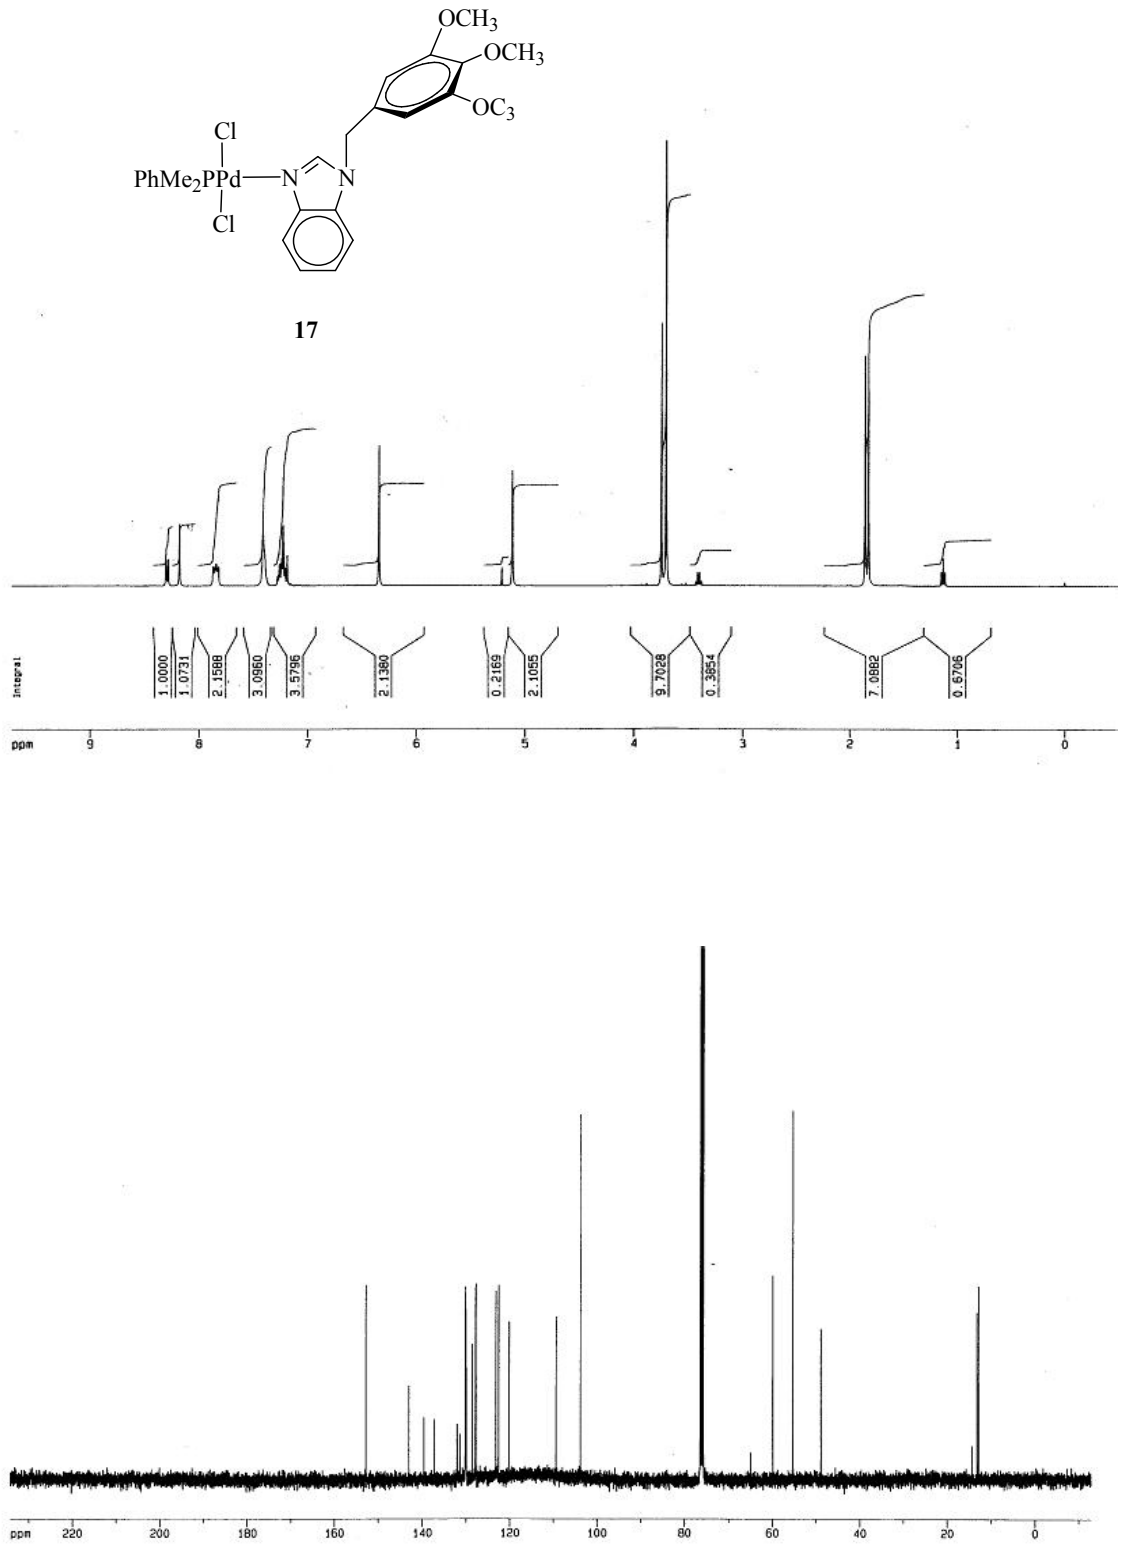 OCH3
OCH3
OC3
Cl
PhMe2PPd N N
Cl
17
Integral
1.0000
1.0731
2.1588
3.0960
3.5796
2.1380
0.2169
2.1055
9.7028
0.3854
7.0882
0.6706
ppm 9 8 7 6 5 4 3 2 1 0
ppm 220 200 180 160 140 120 100 80 60 40 20 0